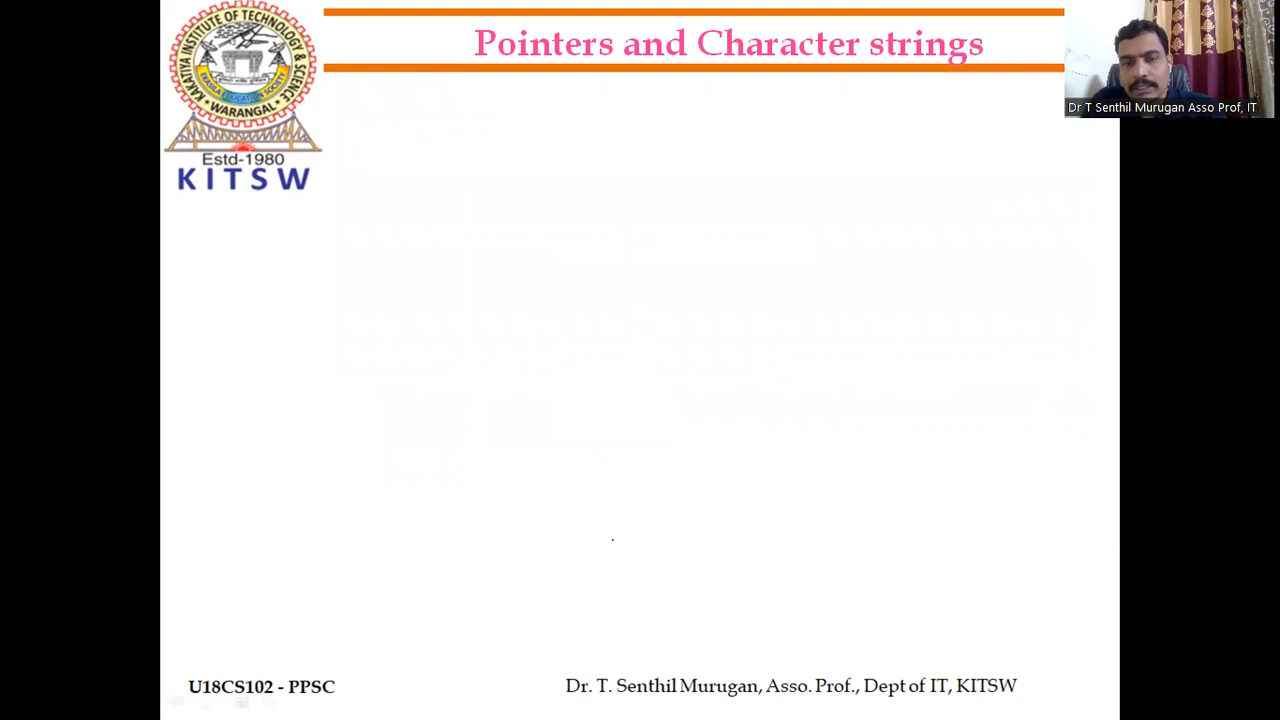 KAKATIYA INSTITUTE OF TECHNOLOGY & SCIENCE
WARANGAL
Estd-1980
KITSW
Pointers and Character strings
Dr T Senthil Murugan Asso Prof, IT
U18CS102 - PPSC
Dr. T. Senthil Murugan, Asso. Prof., Dept of IT, KITSW